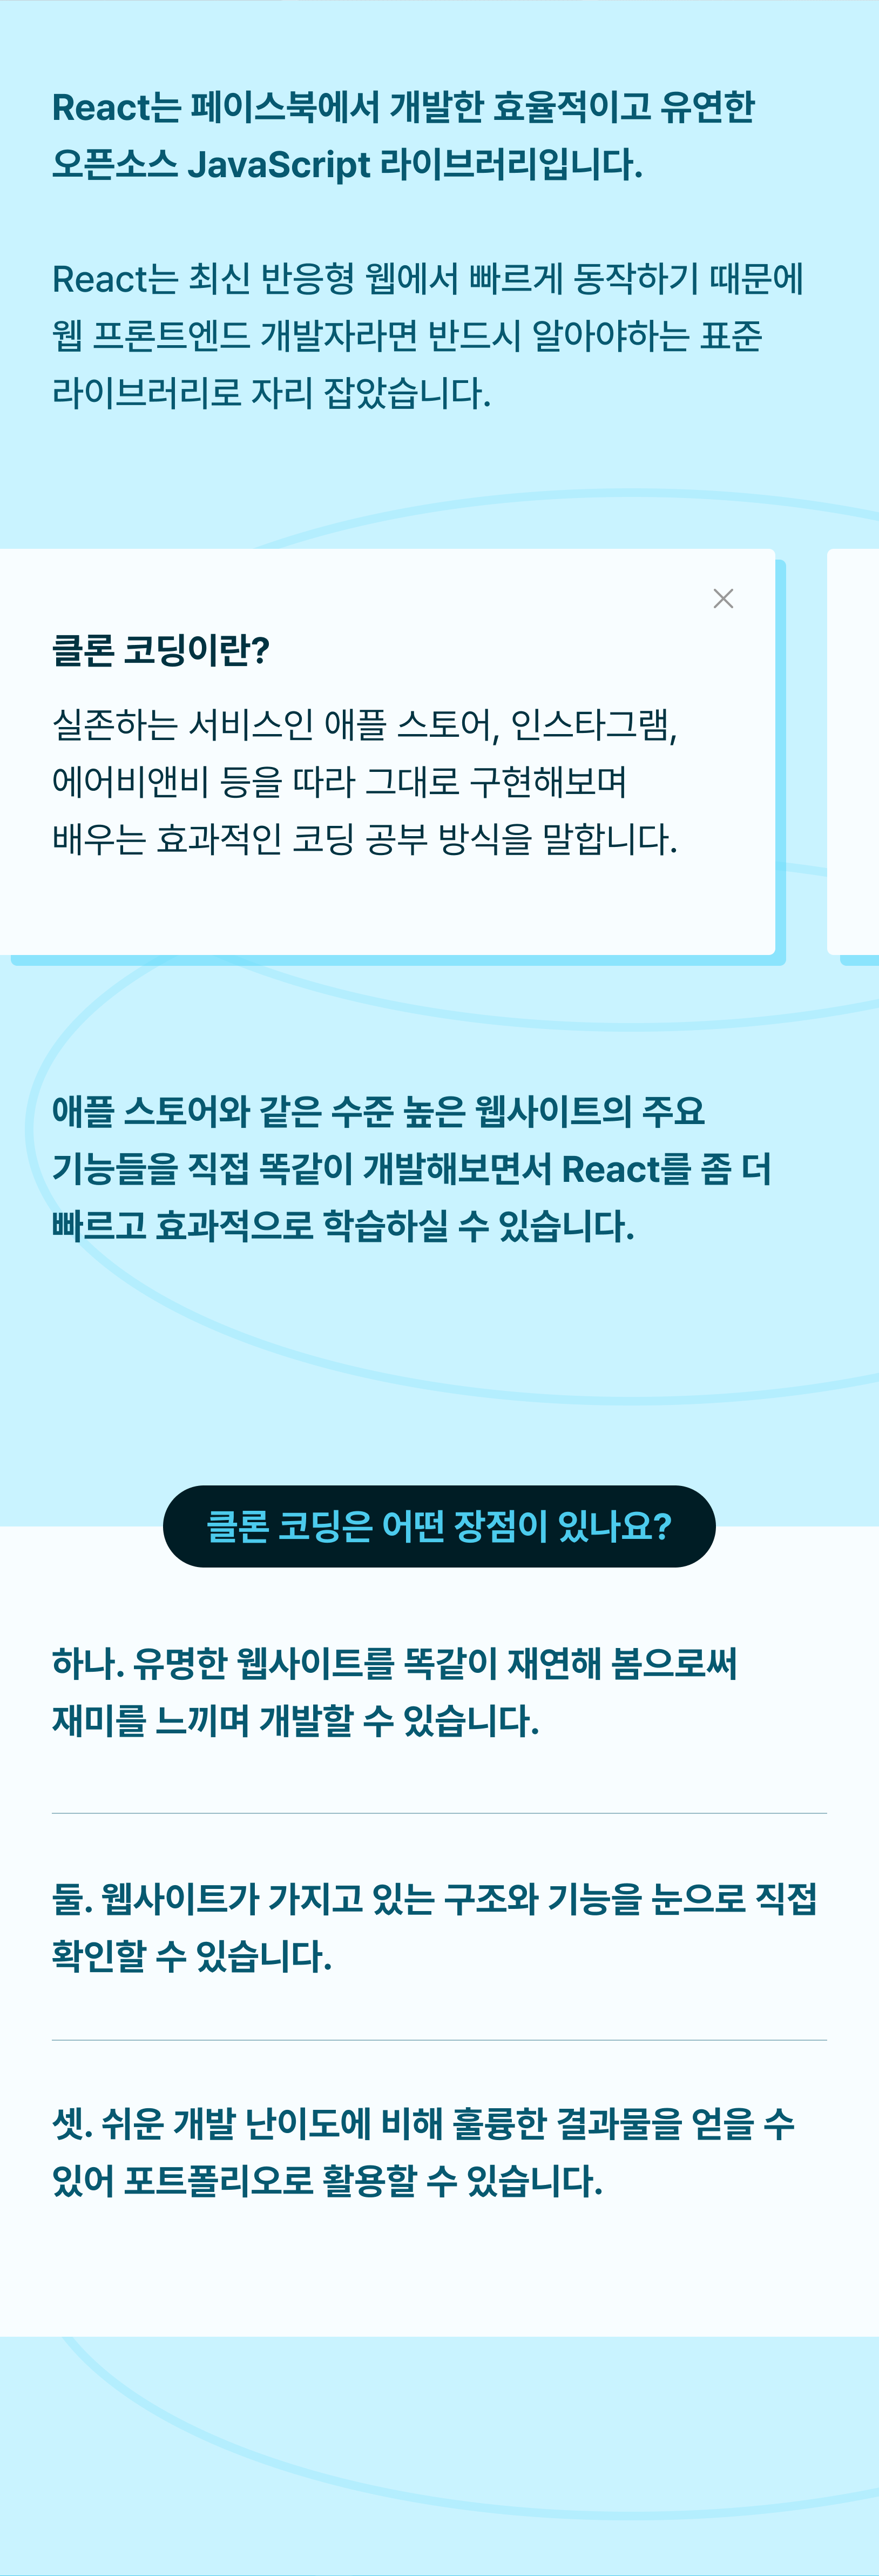 React는 페이스북에서 개발한 효율적이고 유연한
오픈소스 JavaScript 라이브러리입니다.
React는 최신 반응형 웹에서 빠르게 동작하기 때문에
웹 프론트엔드 개발자라면 반드시 알아야하는 표준
라이브러리로 자리 잡았습니다.
클론 코딩이란?
실존하는 서비스인 애플 스토어, 인스타그램,
에어비앤비 등을 따라 그대로 구현해보며
배우는 효과적인 코딩 공부 방식을 말합니다.
애플 스토어와 같은 수준 높은 웹사이트의 주요
기능들을 직접 똑같이 개발해보면서 React를 좀 더
빠르고 효과적으로 학습하실 수 있습니다.
클론 코딩은 어떤 장점이 있나요?
하나. 유명한 웹사이트를 똑같이 재연해 봄으로써
재미를 느끼며 개발할 수 있습니다.
둘. 웹사이트가 가지고 있는 구조와 기능을 눈으로 직접
확인할 수 있습니다.
셋. 쉬운 개발 난이도에 비해 훌륭한 결과물을 얻을 수
있어 포트폴리오로 활용할 수 있습니다.